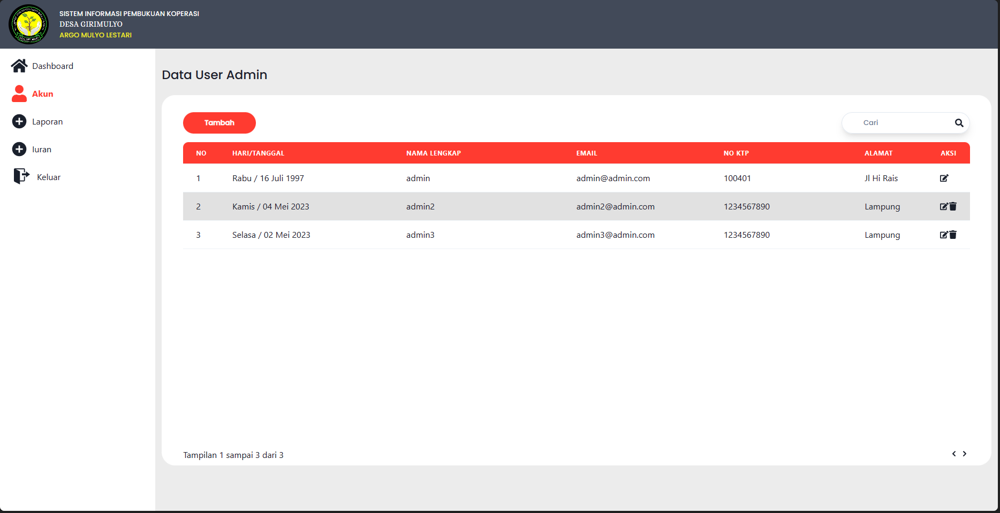 SISTEM INFORMASI PEMBUKUAN KOPERASI
DESA GIRIMULYO
ARGO MULYO LESTARI
Dashboard
Akun
Laporan
Iuran
Keluar
Data User Admin
Tambah
Cari
NO HARI/TANGGAL NAMA LENGKAP EMAIL NO KTP ALAMAT AKSI
1 Rabu / 16 Juli 1997 admin admin@admin.com 100401 Jl Hi Rais
2 Kamis / 04 Mei 2023 admin2 admin2@admin.com 1234567890 Lampung
3 Selasa / 02 Mei 2023 admin3 admin3@admin.com 1234567890 Lampung
Tampilan 1 sampai 3 dari 3